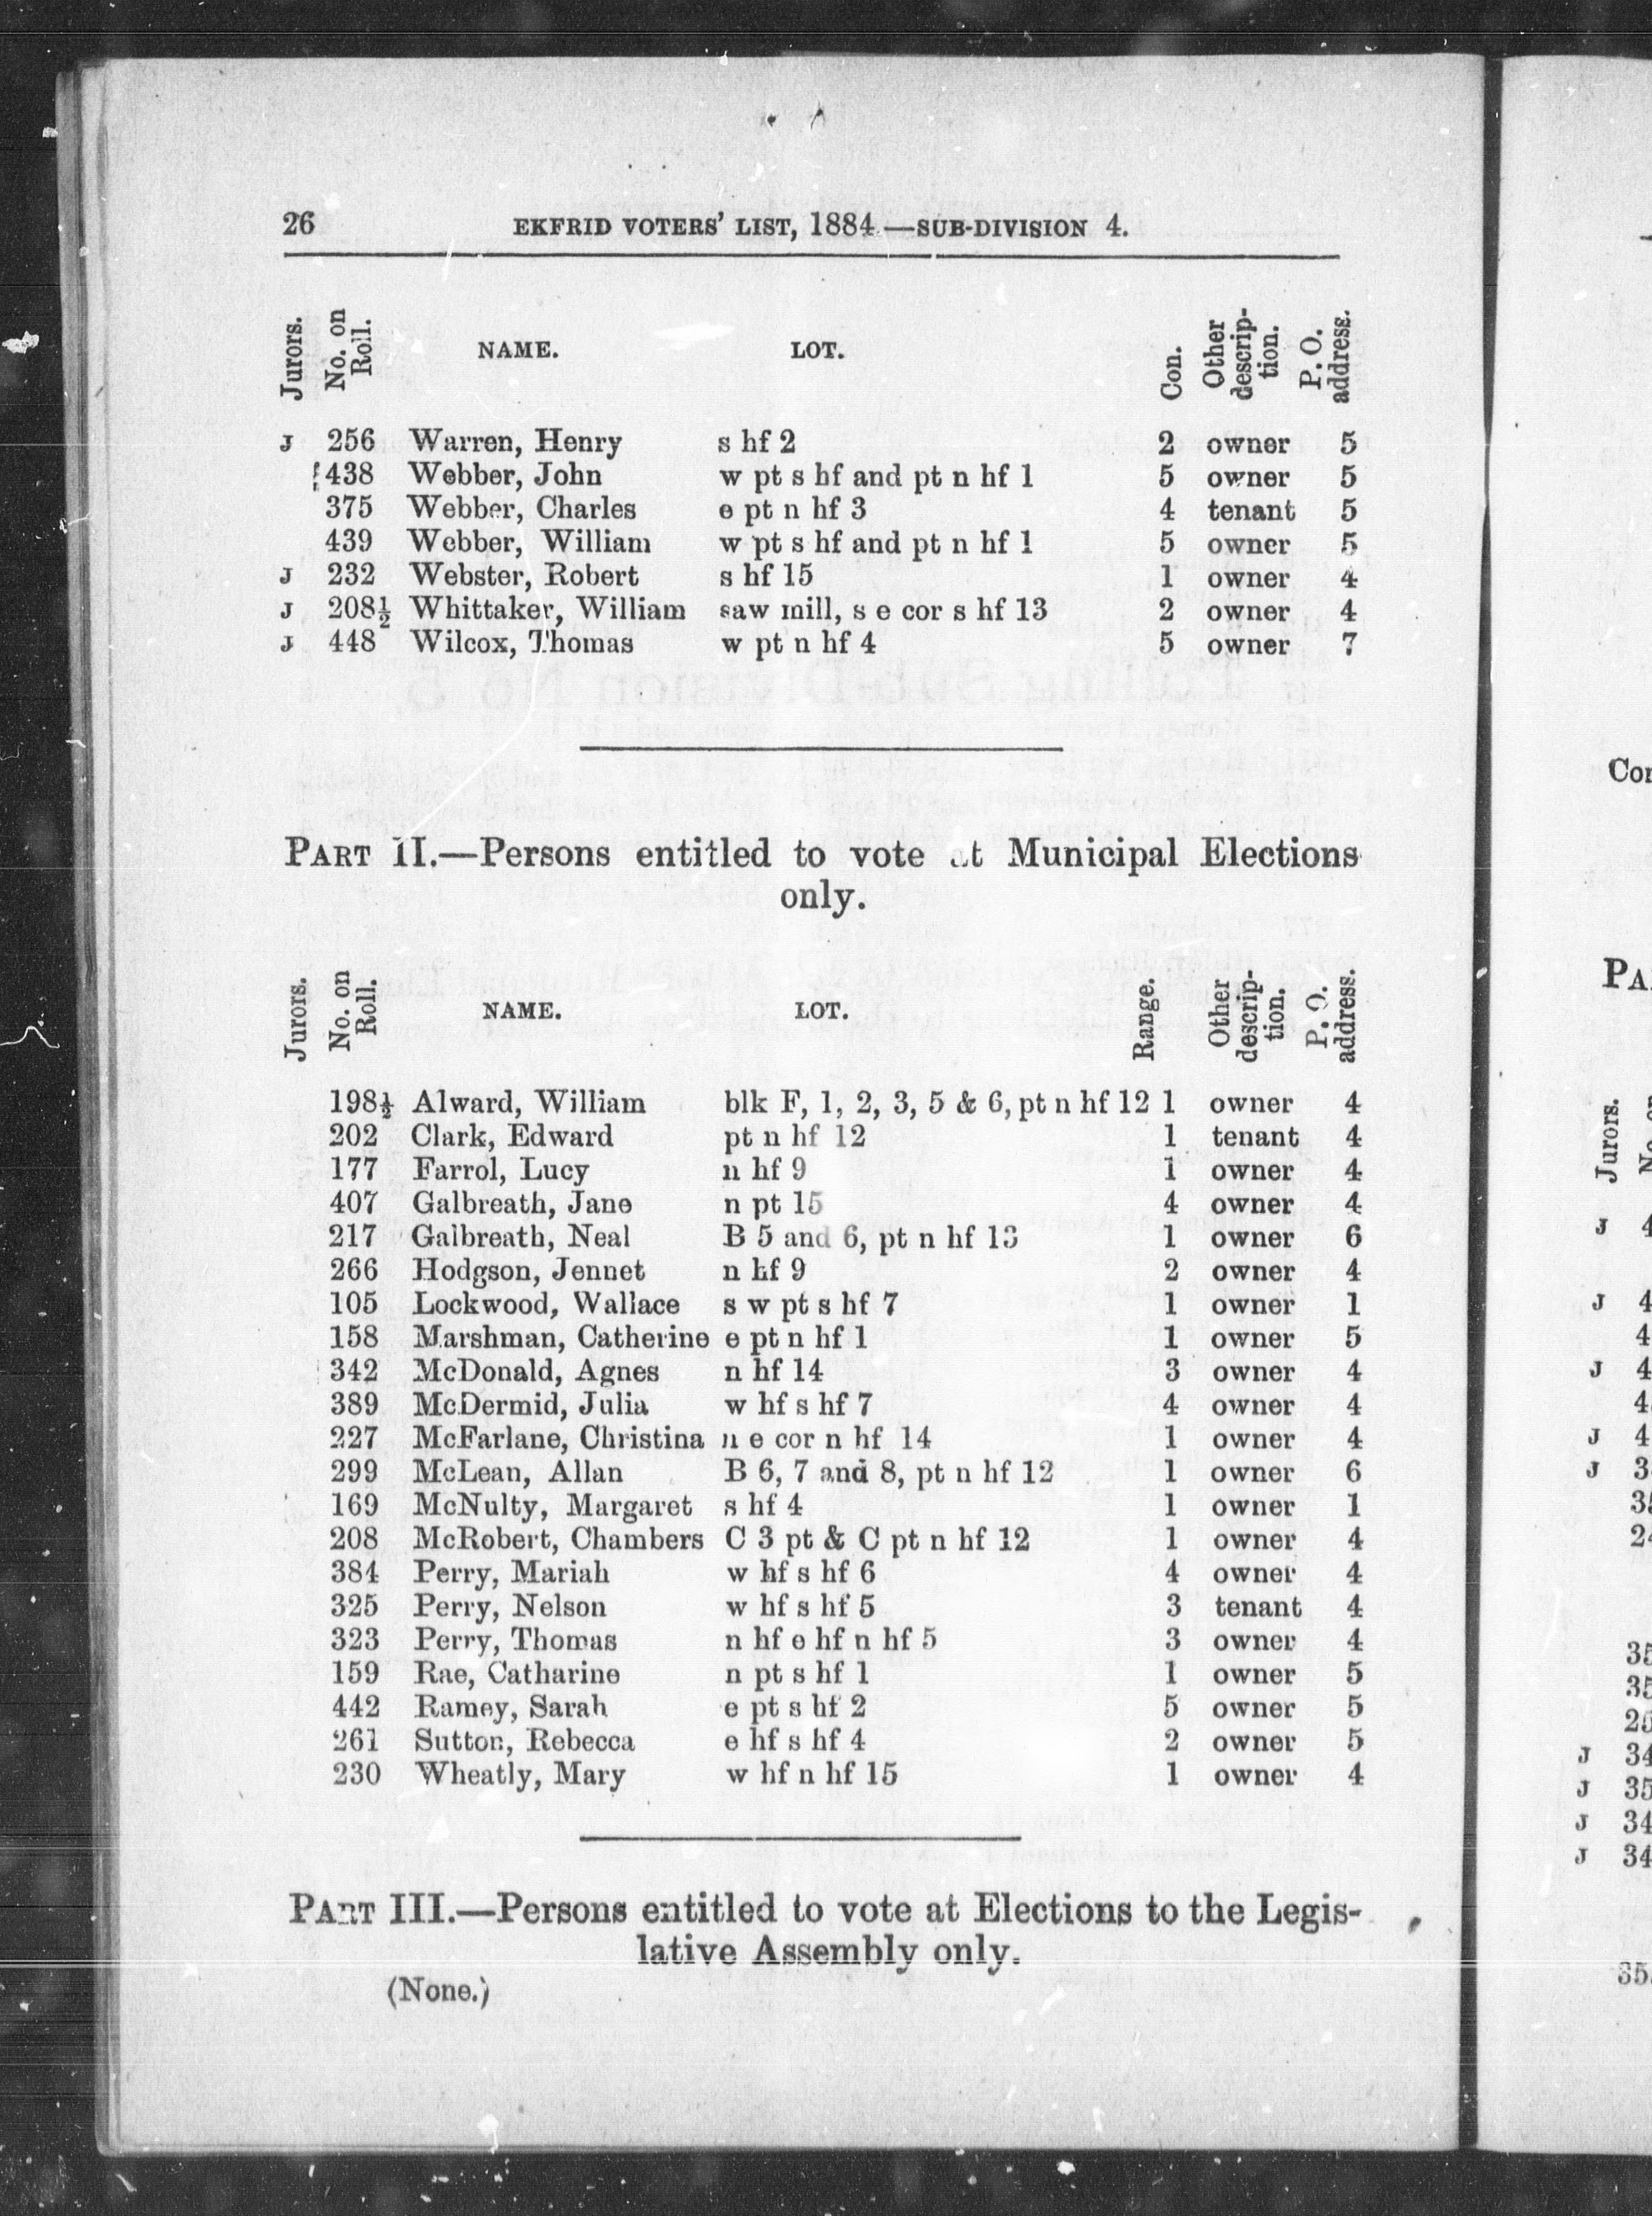 26 EKFRID VOTERS' LIST, 1884.—SUB-DIVISION 4.
Jurors. No. on Roll. NAME. LOT. Con. Other descrip-tion. P. O. address.
J 256 Warren, Henry s hf 2 2 owner 5
438 Webber, John w pt s hf and pt n hf 1 5 owner 5
375 Webber, Charles e pt n hf 3 4 tenant 5
439 Webber, William w pt s hf and pt n hf 1 5 owner 5
J 232 Webster, Robert s hf 15 1 owner 4
J 208½ Whittaker, William saw mill, s e cor s hf 13 2 owner 4
J 448 Wilcox, Thomas w pt n hf 4 5 owner 7
PART II.—Persons entitled to vote at Municipal Elections
only.
Jurors. No. on Roll. NAME. LOT. Range. Other descrip-tion. P. O. address.
198½ Alward, William blk F, 1, 2, 3, 5 & 6, pt n hf 12 1 owner 4
202 Clark, Edward pt n hf 12 1 tenant 4
177 Farrol, Lucy n hf 9 1 owner 4
407 Galbreath, Jane n pt 15 4 owner 4
217 Galbreath, Neal B 5 and 6, pt n hf 13 1 owner 6
266 Hodgson, Jennet n hf 9 2 owner 4
105 Lockwood, Wallace s w pt s hf 7 1 owner 1
158 Marshman, Catherine e pt n hf 1 1 owner 5
342 McDonald, Agnes n hf 14 3 owner 4
389 McDermid, Julia w hf s hf 7 4 owner 4
227 McFarlane, Christina n e cor n hf 14 1 owner 4
299 McLean, Allan B 6, 7 and 8, pt n hf 12 1 owner 6
169 McNulty, Margaret s hf 4 1 owner 1
208 McRobert, Chambers C 3 pt & C pt n hf 12 1 owner 4
384 Perry, Mariah w hf s hf 6 4 owner 4
325 Perry, Nelson w hf s hf 5 3 tenant 4
323 Perry, Thomas n hf e hf n hf 5 3 owner 4
159 Rae, Catharine n pt s hf 1 1 owner 5
442 Ramey, Sarah e pt s hf 2 5 owner 5
261 Sutton, Rebecca e hf s hf 4 2 owner 5
230 Wheatly, Mary w hf n hf 15 1 owner 4
PART III.—Persons entitled to vote at Elections to the Legis-
lative Assembly only.
(None.)